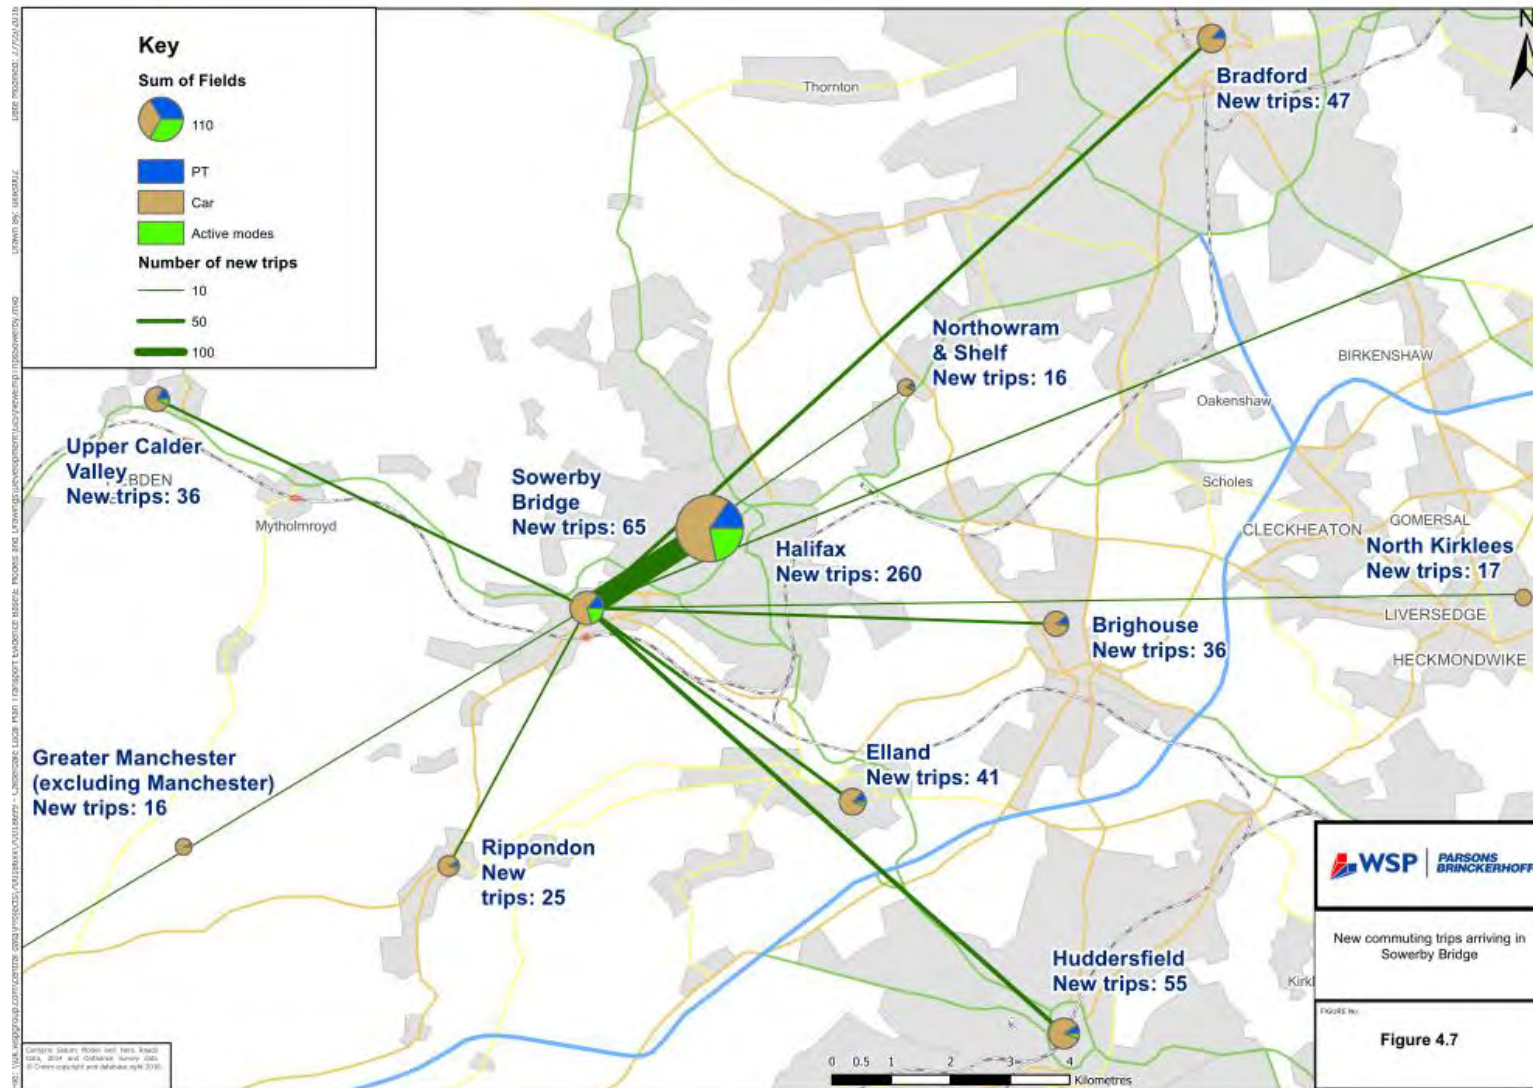 Key
Sum of Fields
110
PT
Car
Active modes
Number of new trips
10
50
100
N
Thornton
Bradford
New trips: 47
Northowram
& Shelf
New trips: 16
BIRKENSHAW
Oakenshaw
Upper Calder
Valley
New trips: 36
Mytholmroyd
Sowerby
Bridge
New trips: 65
Halifax
New trips: 260
Scholes
CLECKHEATON
GOMERSAL
North Kirklees
New trips: 17
LIVERSEDGE
HECKMONDWIKE
Brighouse
New trips: 36
Greater Manchester
(excluding Manchester)
New trips: 16
Elland
New trips: 41
Rippondon
New
trips: 25
Huddersfield
New trips: 55
Kirkl
WSP
PARSONS
BRINCKERHOFF
New commuting trips arriving in
Sowerby Bridge
FIGURE No:
Figure 4.7
0 0.5 1 2 3 4
Kilometres